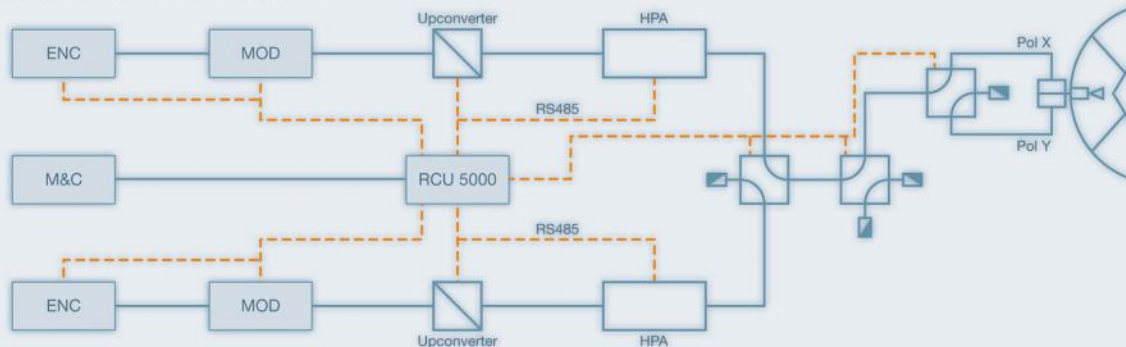 Upconverter
HPA
ENC
MOD
Pol X
RS485
M&C
RCU 5000
Pol Y
RS485
ENC
MOD
Upconverter
HPA